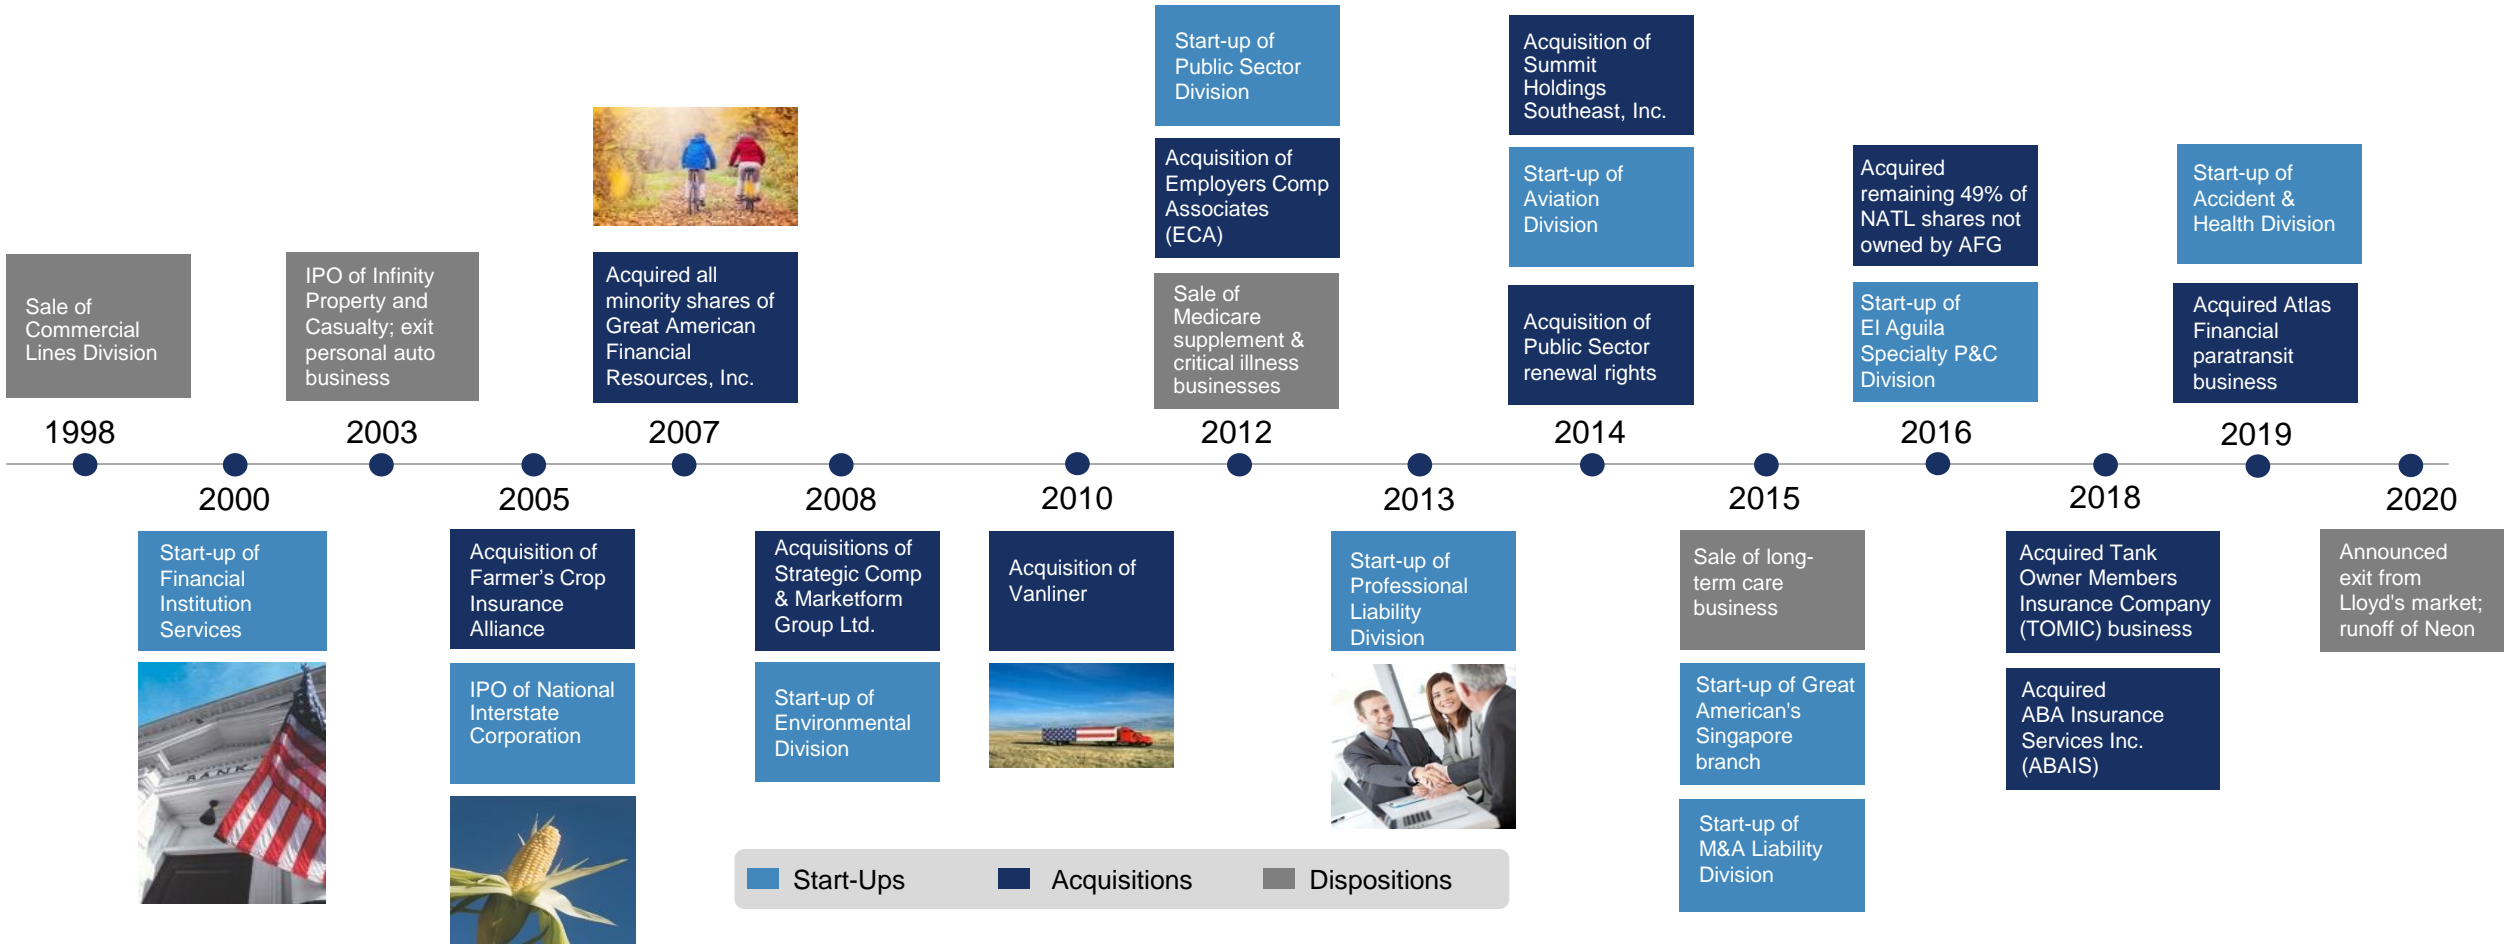 Start-up of
Public Sector
Division
Acquisition of
Employers Comp
Associates
(ECA)
Sale of
Medicare
supplement &
critical illness
businesses
Acquisition of
Summit
Holdings
Southeast, Inc.
Start-up of
Aviation
Division
Acquisition of
Public Sector
renewal rights
Acquired
remaining 49% of
NATL shares not
owned by AFG
Start-up of
El Aguila
Specialty P&C
Division
Start-up of
Accident &
Health Division
Acquired Atlas
Financial
paratransit
business
Sale of
Commercial
Lines Division
IPO of Infinity
Property and
Casualty; exit
personal auto
business
Acquired all
minority shares of
Great American
Financial
Resources, Inc.
1998
2003
2007
2012
2014
2016
2019
2000
2005
2008
2010
2013
2015
2018
2020
Start-up of
Financial
Institution
Services
BANK
Acquisition of
Farmer's Crop
Insurance
Alliance
IPO of National
Interstate
Corporation
Acquisitions of
Strategic Comp
& Marketform
Group Ltd.
Start-up of
Environmental
Division
Acquisition of
Vanliner
Start-up of
Professional
Liability
Division
Sale of long-
term care
business
Start-up of Great
American's
Singapore
branch
Start-up of
M&A Liability
Division
Acquired Tank
Owner Members
Insurance Company
(TOMIC) business
Acquired
ABA Insurance
Services Inc.
(ABAIS)
Announced
exit from
Lloyd's market;
runoff of Neon
Start-Ups
Acquisitions
Dispositions